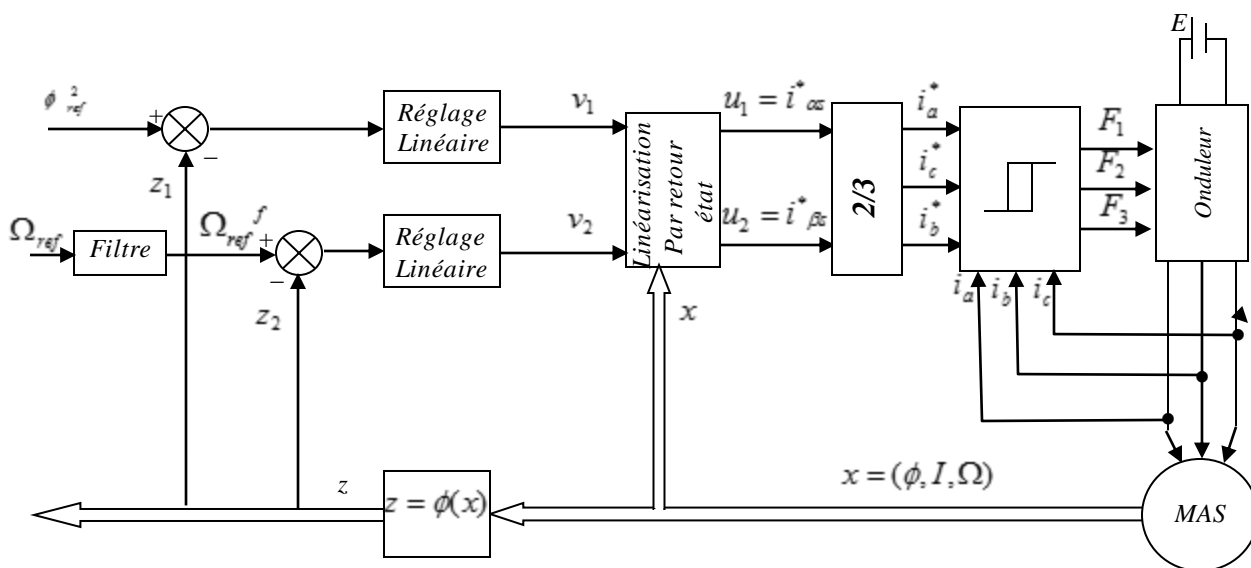 E
ϕ²ref
+
−
Réglage
Linéaire
v₁
u₁ = i*αs
i*a
F₁
Linéarisation
Par retour
état
2/3
i*c
F₂
Onduleur
z₁
Ωref
Filtre
Ωref f
+
−
Réglage
Linéaire
v₂
u₂ = i*βs
i*b
F₃
z₂
x
ia
ib
ic
z
z = ϕ(x)
x = (ϕ, I, Ω)
MAS